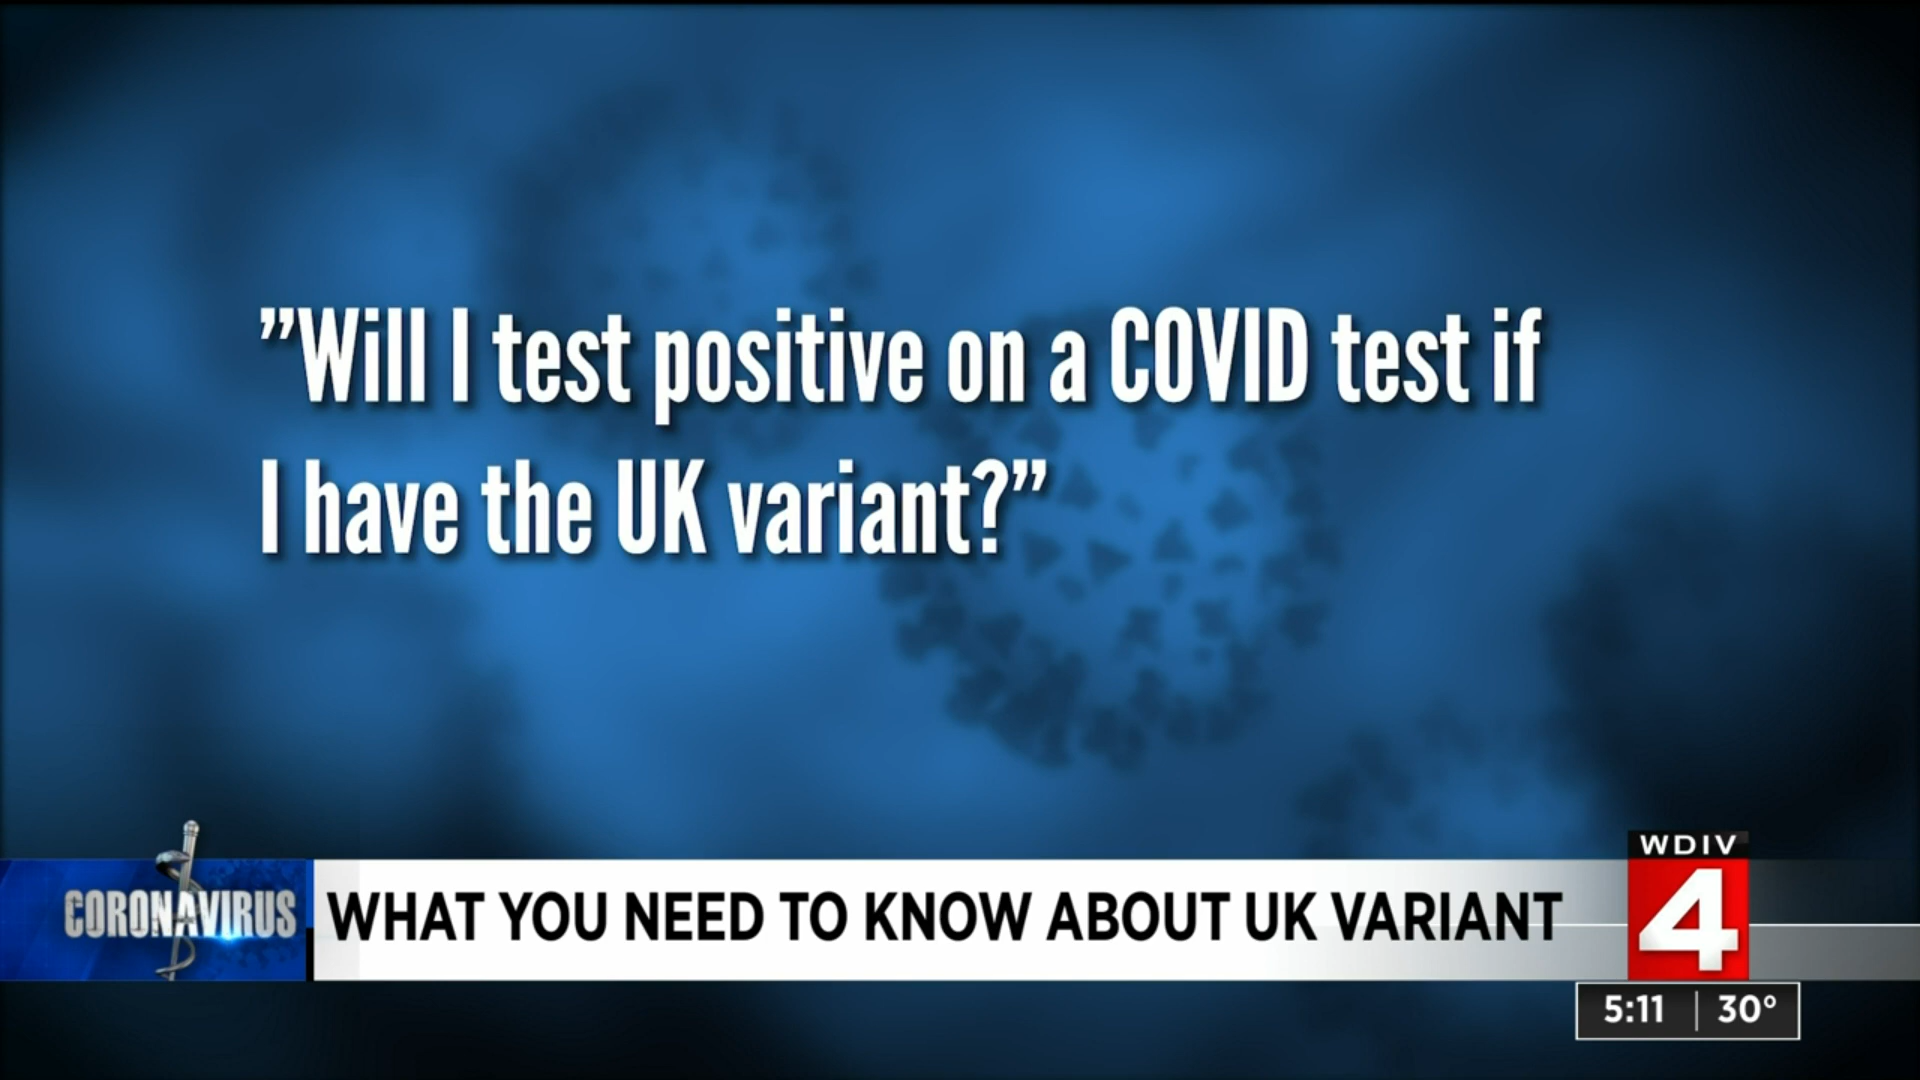 ”Will I test positive on a COVID test if
I have the UK variant?”
CORONAVIRUS
WHAT YOU NEED TO KNOW ABOUT UK VARIANT
WDIV
4
5:11 30°